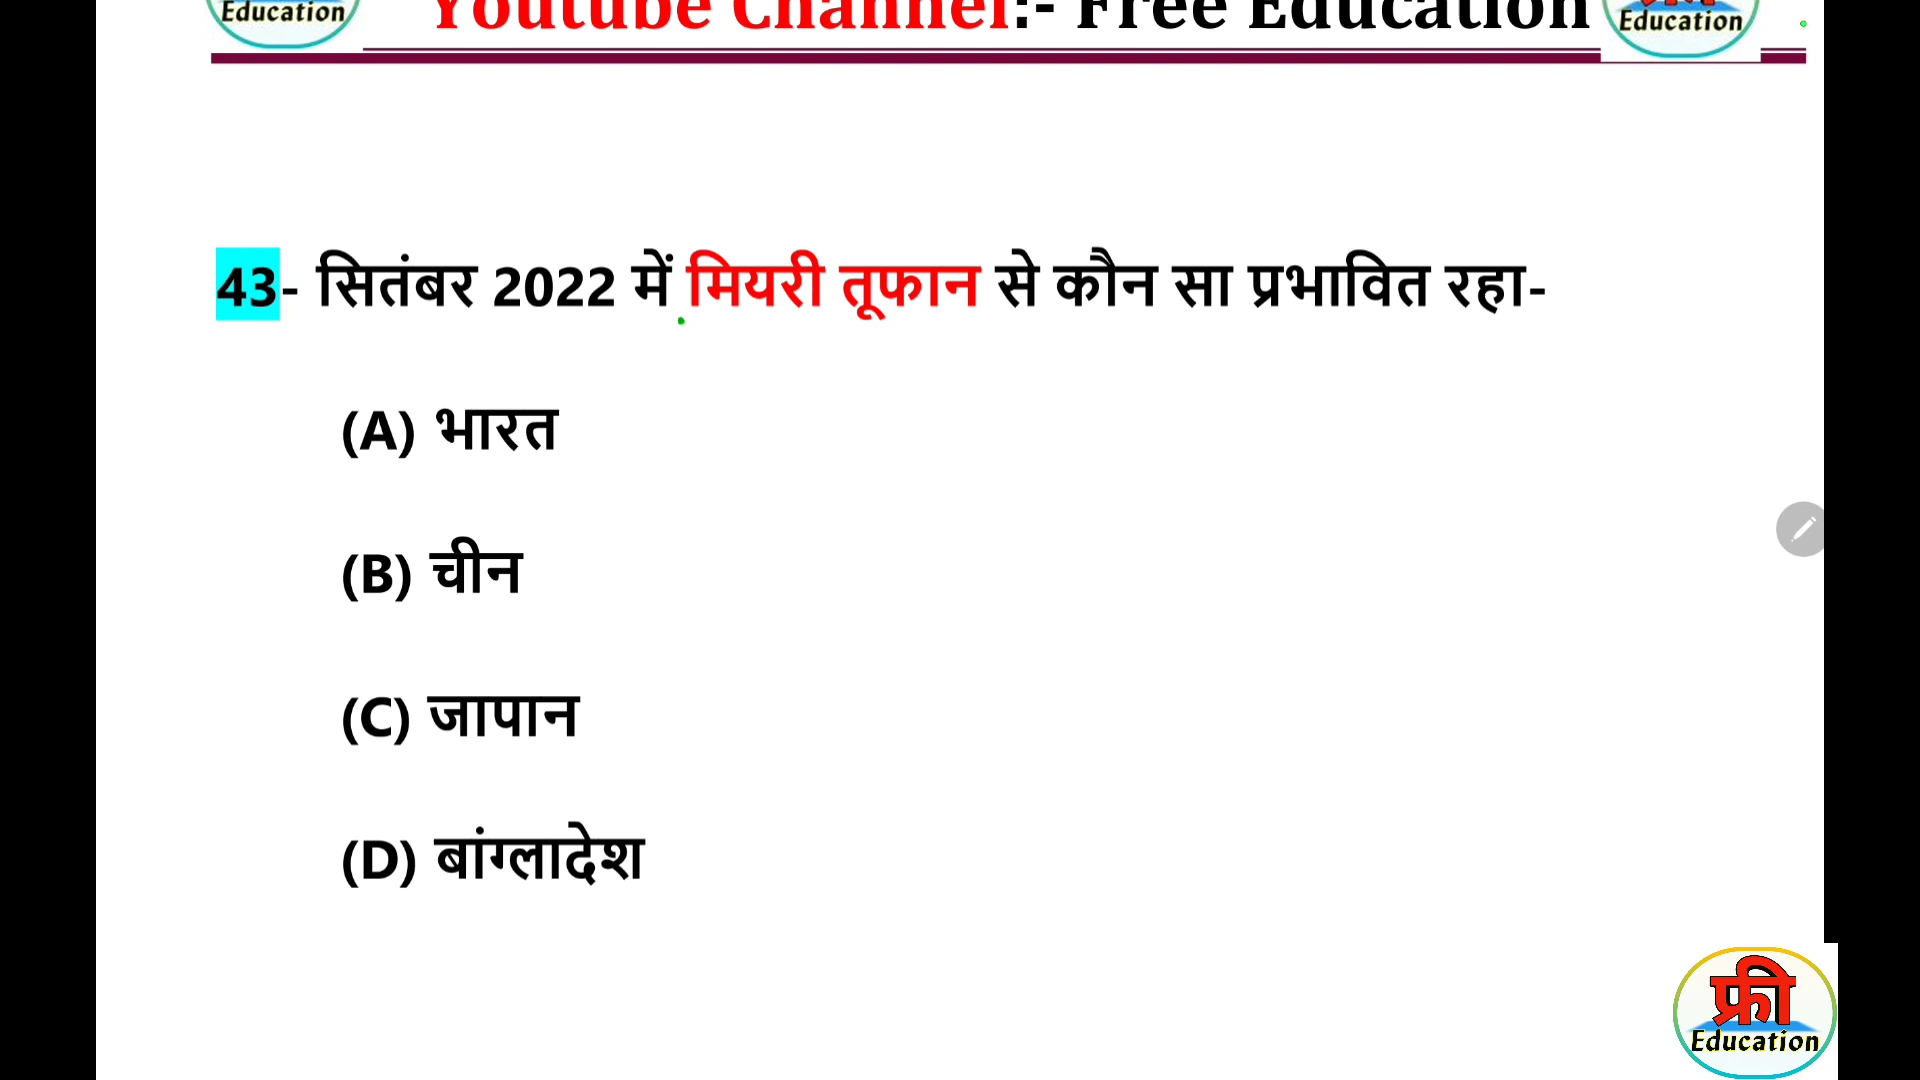 Education Youtube Channel:- Free Education Education
43- सितंबर 2022 में मियरी तूफान से कौन सा प्रभावित रहा-
(A) भारत
(B) चीन
(C) जापान
(D) बांग्लादेश
फ्री
Education